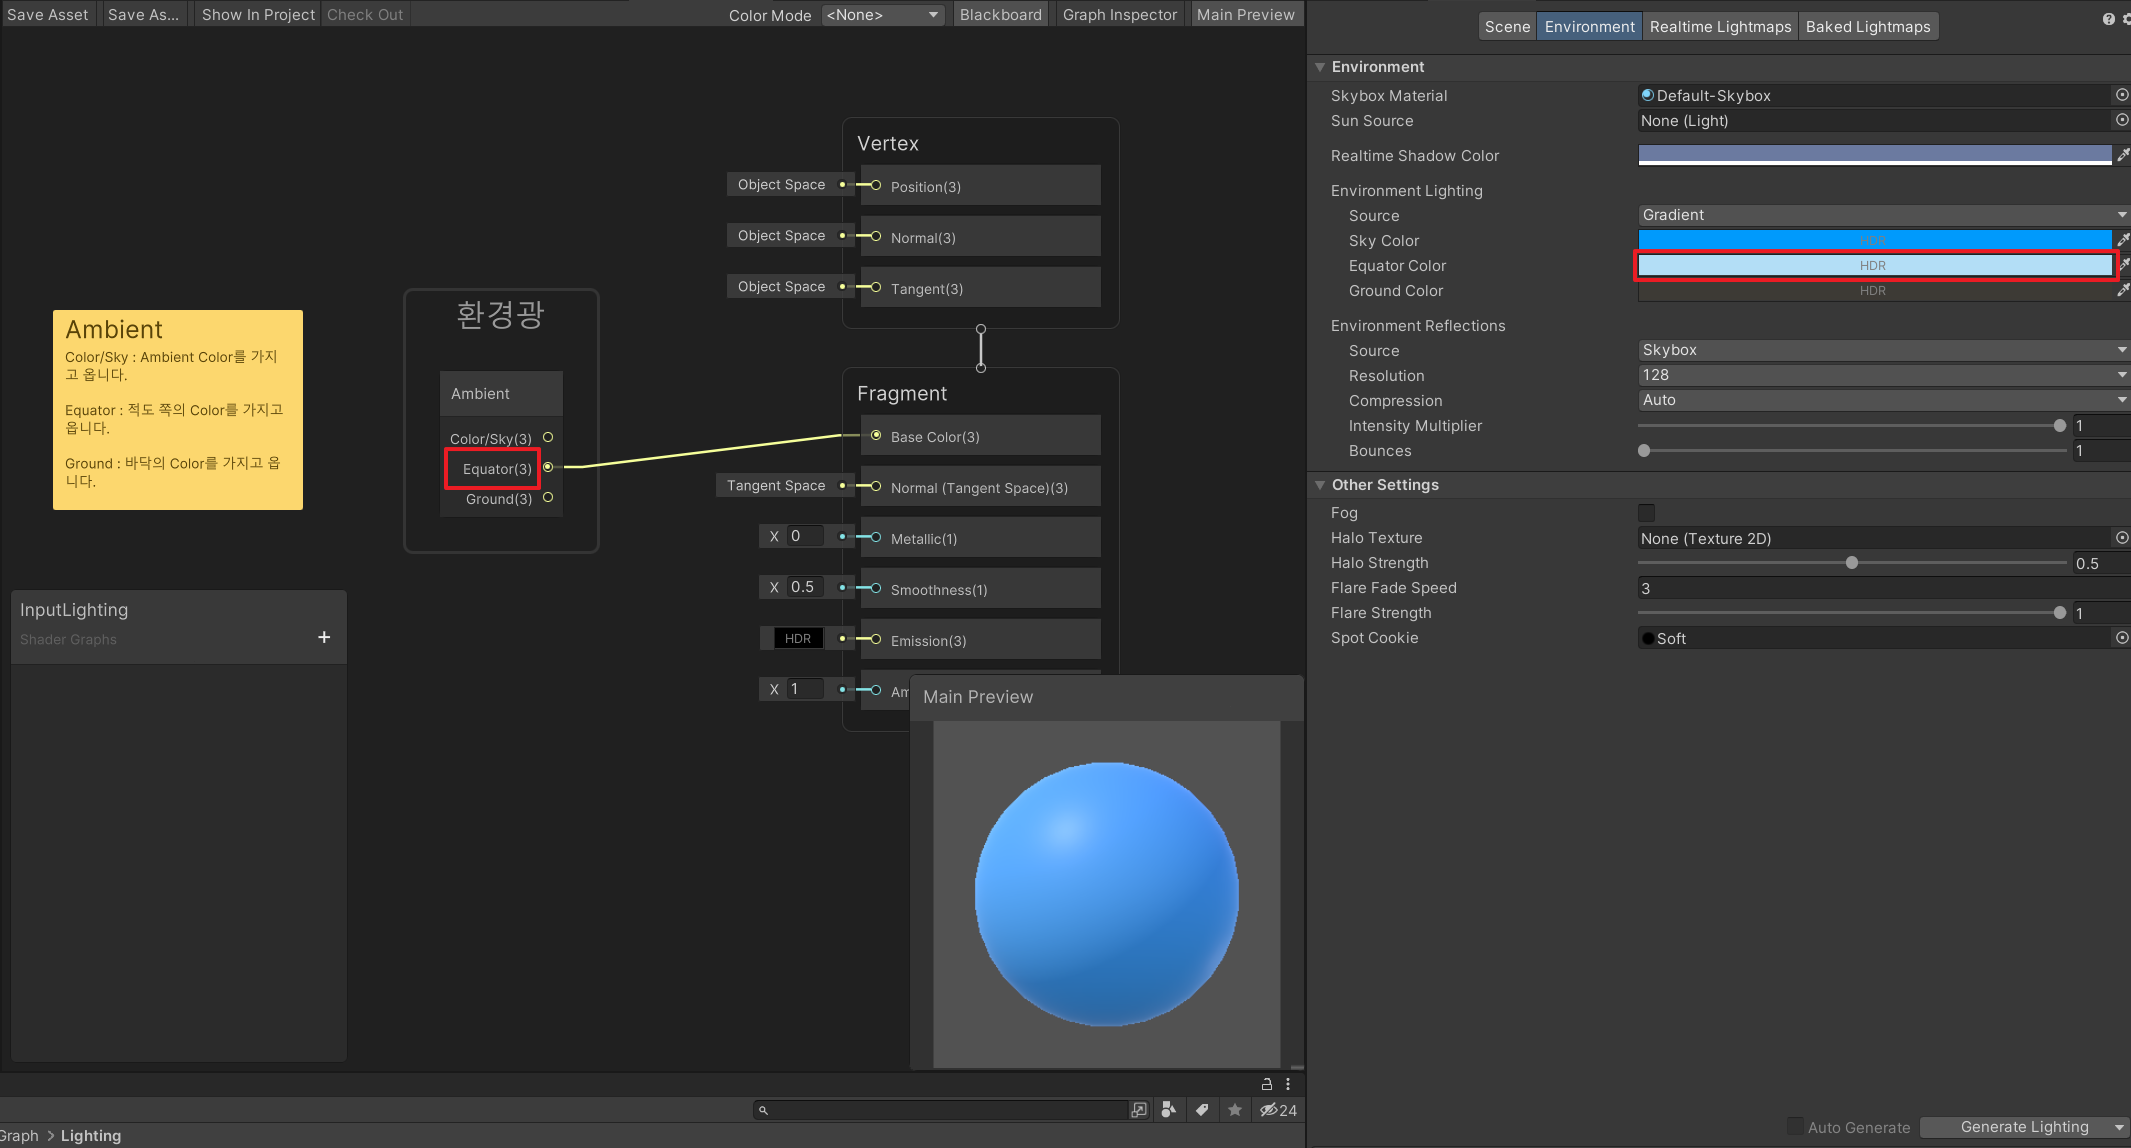 Save Asset
Save As...
Show In Project
Check Out
Color Mode
<None>
Blackboard
Graph Inspector
Main Preview
Vertex
Object Space
Position(3)
Object Space
Normal(3)
Object Space
Tangent(3)
Ambient
Color/Sky : Ambient Color를 가지
고 옵니다.
Equator : 적도 쪽의 Color를 가지고
옵니다.
Ground : 바닥의 Color를 가지고 옵
니다.
환경광
Ambient
Color/Sky(3)
Equator(3)
Ground(3)
Fragment
Base Color(3)
Tangent Space
Normal (Tangent Space)(3)
X 0
Metallic(1)
X 0.5
Smoothness(1)
HDR
Emission(3)
X 1
Am
InputLighting
Shader Graphs
+
Main Preview
24
Graph > Lighting
Scene
Environment
Realtime Lightmaps
Baked Lightmaps
Environment
Skybox Material
Default-Skybox
Sun Source
None (Light)
Realtime Shadow Color
Environment Lighting
Source
Gradient
Sky Color
HDR
Equator Color
HDR
Ground Color
HDR
Environment Reflections
Source
Skybox
Resolution
128
Compression
Auto
Intensity Multiplier
1
Bounces
1
Other Settings
Fog
Halo Texture
None (Texture 2D)
Halo Strength
0.5
Flare Fade Speed
3
Flare Strength
1
Spot Cookie
Soft
Auto Generate
Generate Lighting